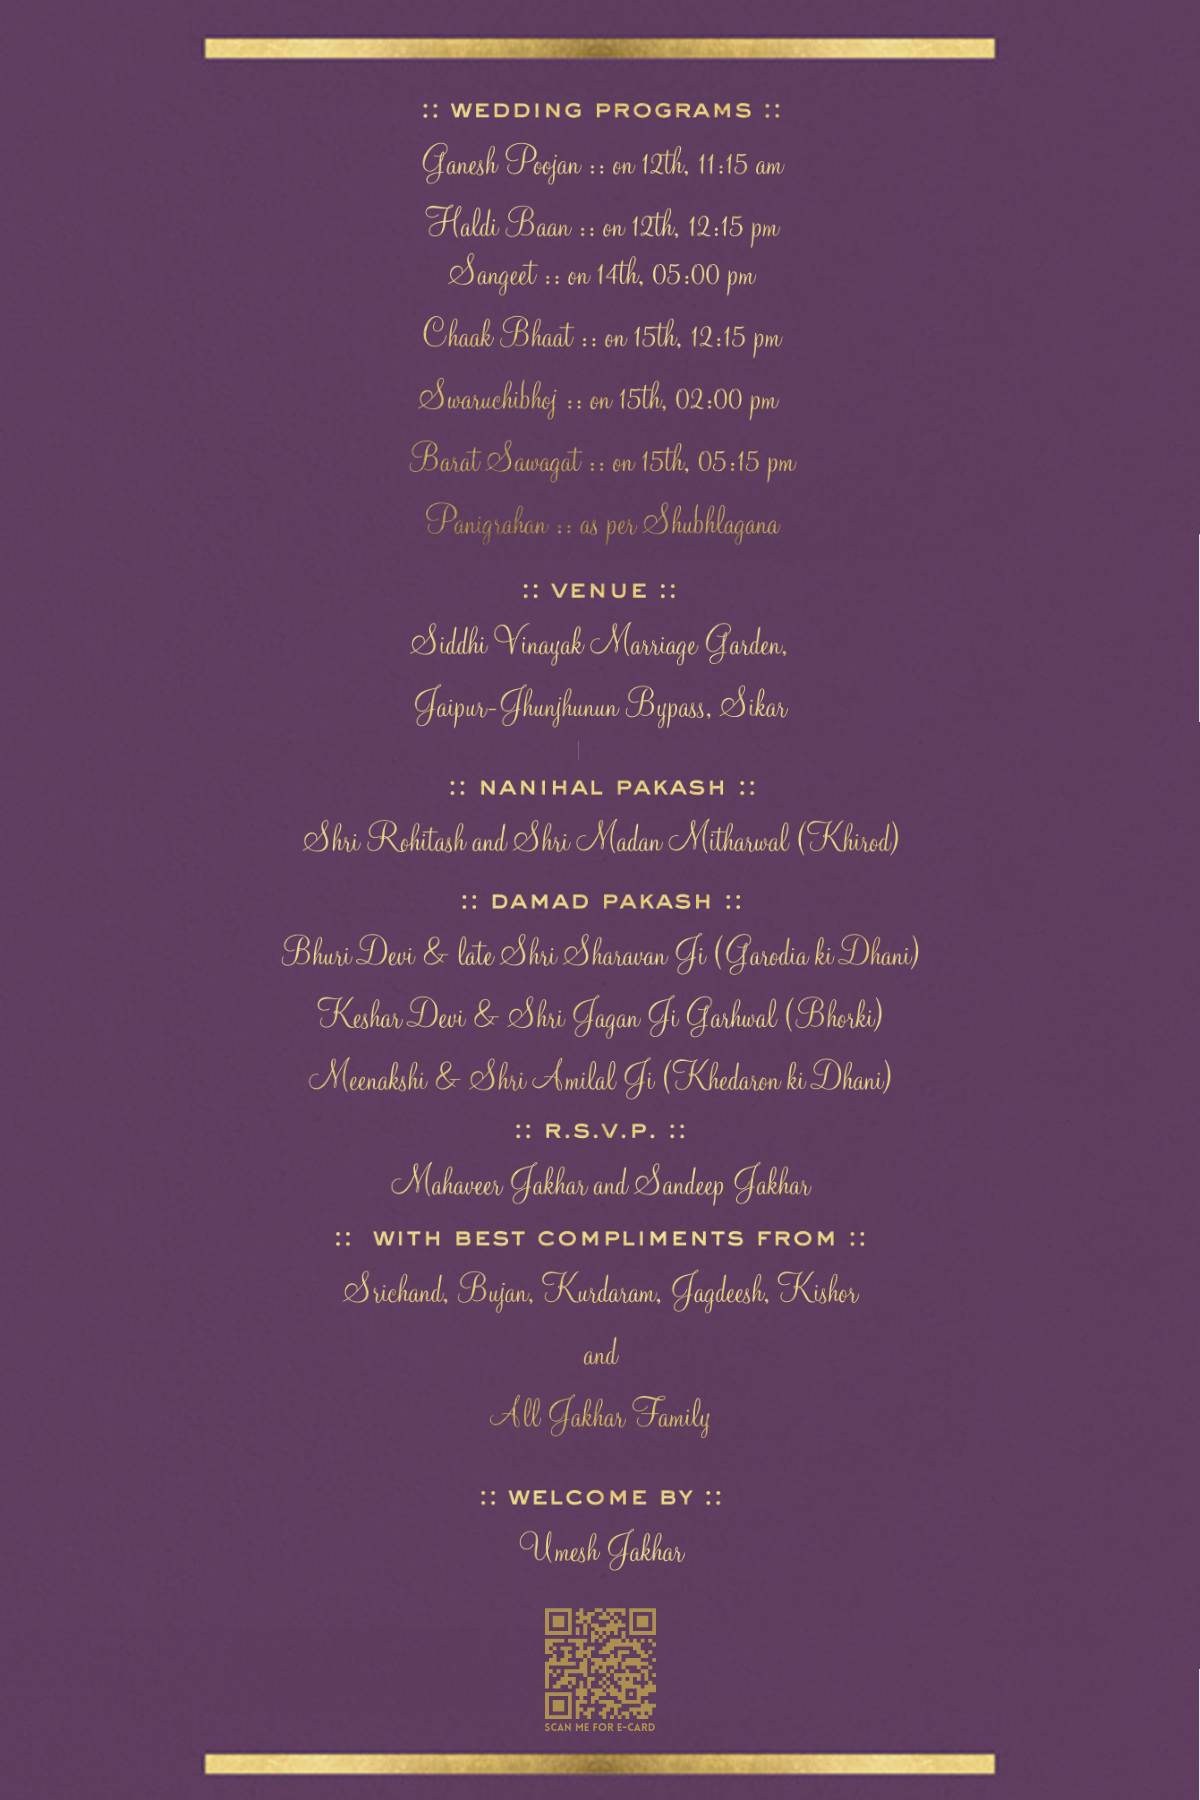 :: WEDDING PROGRAMS ::
Ganesh Poojan :: on 12th, 11:15 am
Haldi Baan :: on 12th, 12:15 pm
Sangeet :: on 14th, 05:00 pm
Chaak Bhaat :: on 15th, 12:15 pm
Swaruchibhoj :: on 15th, 02:00 pm
Barat Sawagat :: on 15th, 05:15 pm
Panigrahan :: as per Shubhlagana
:: VENUE ::
Siddhi Vinayak Marriage Garden,
Jaipur-Jhunjhunun Bypass, Sikar
:: NANIHAL PAKASH ::
Shri Rohitash and Shri Madan Mitharwal (Khirod)
:: DAMAD PAKASH ::
Bhuri Devi & late Shri Sharavan Ji (Garodia ki Dhani)
Keshar Devi & Shri Jagan Ji Garhwal (Bhorki)
Meenakshi & Shri Amilal Ji (Khedaron ki Dhani)
:: R.S.V.P. ::
Mahaveer Jakhar and Sandeep Jakhar
:: WITH BEST COMPLIMENTS FROM ::
Srichand, Bujan, Kurdaram, Jagdeesh, Kishor
and
All Jakhar Family
:: WELCOME BY ::
Umesh Jakhar
SCAN ME FOR E-CARD